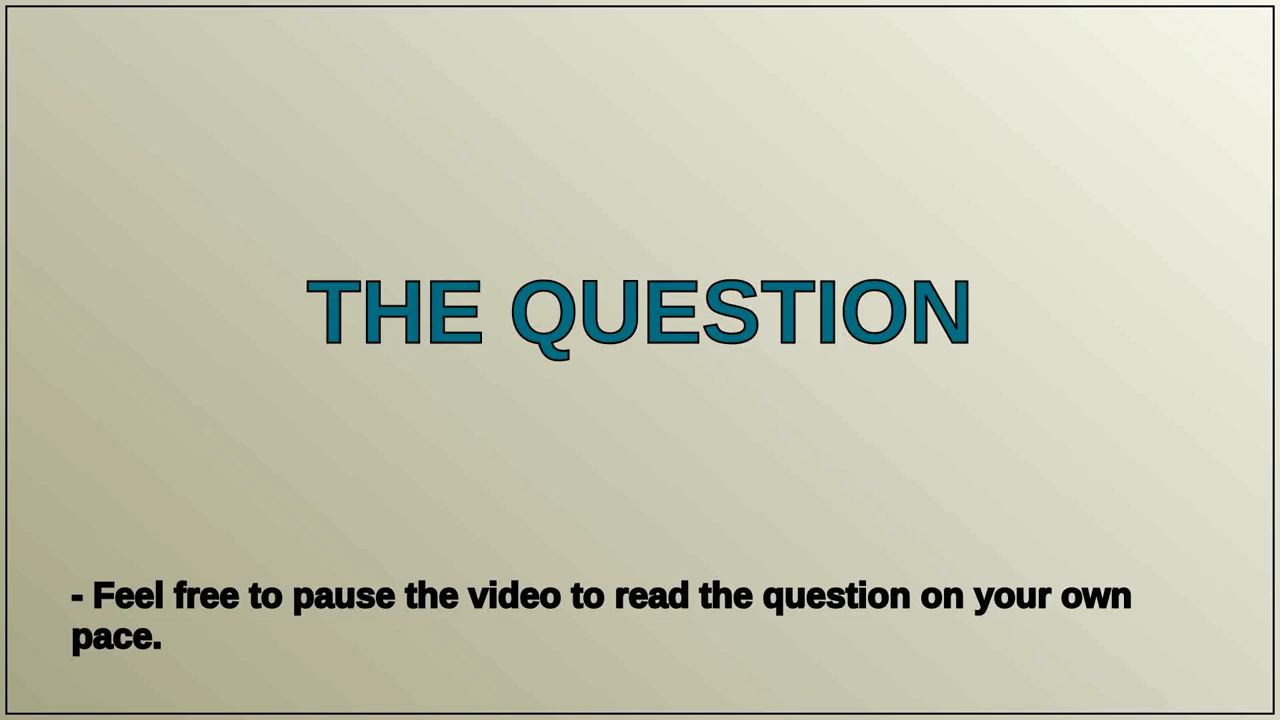 THE QUESTION
- Feel free to pause the video to read the question on your own
pace.